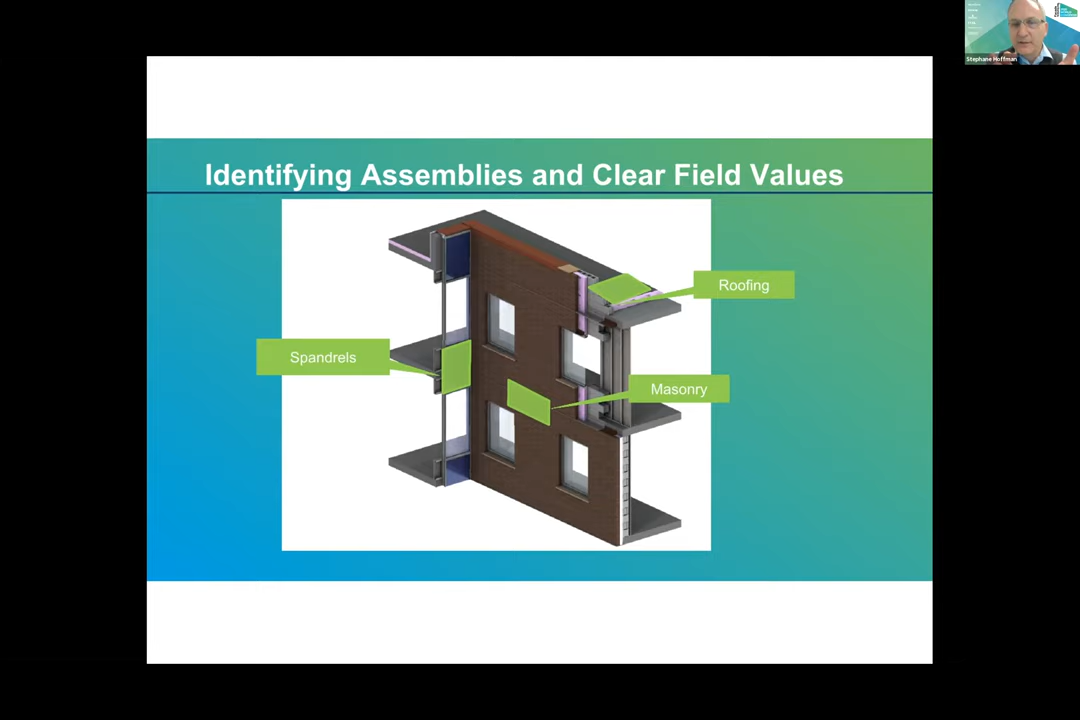 Stephane Hoffman
Identifying Assemblies and Clear Field Values
Roofing
Spandrels
Masonry